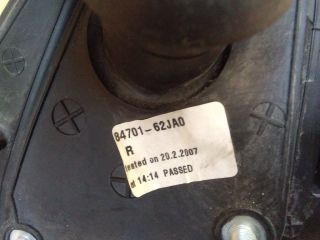 84701-62JA0
R
tested on 20.2.2007
at 14:14 PASSED